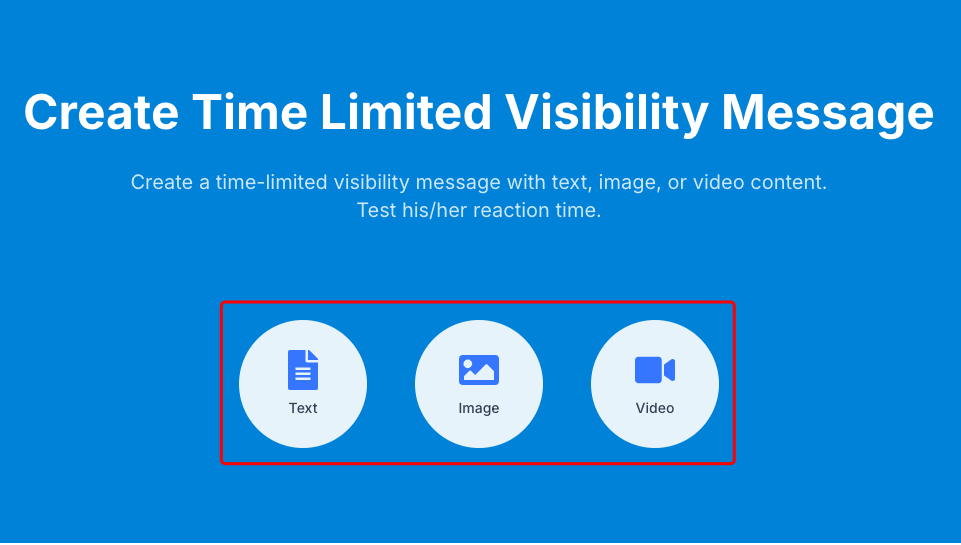 Create Time Limited Visibility Message
Create a time-limited visibility message with text, image, or video content.
Test his/her reaction time.
Text
Image
Video